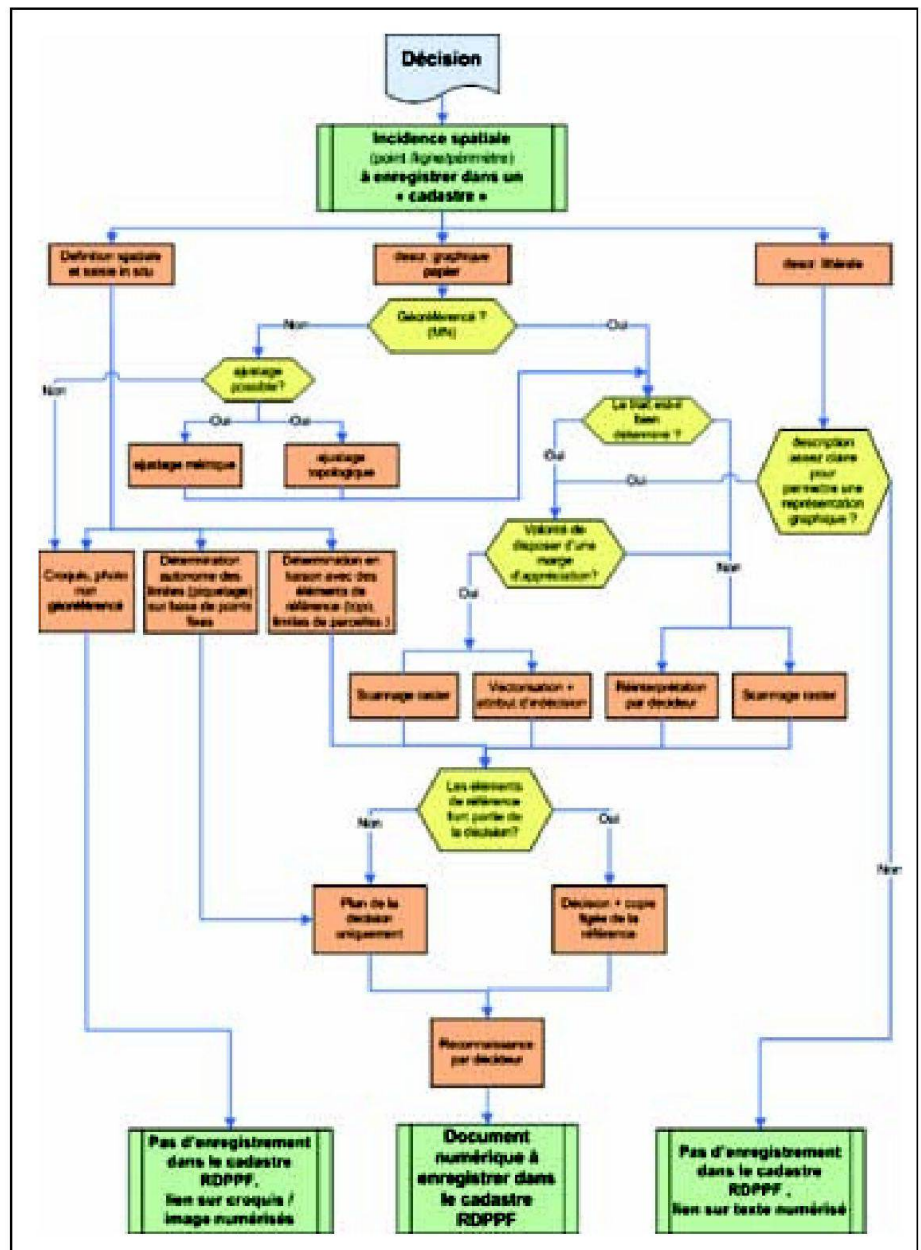 Décision
Incidence spatiale
(point /ligne/périmètre)
à enregistrer dans un
« cadastre »
Définition spatiale
et saisie in situ
descr. graphique
papier
descr. littérale
Géoréférencé ?
(MN)
Non
Oui
ajustage
possible?
Non
Oui
Oui
Le trac est-il
bien
déterminé ?
ajustage métrique
ajustage
topologique
Oui
Oui
description
assez claire
pour
permettre une
représentation
graphique ?
Volonté de
disposer d'une
marge
d'appréciation?
Croquis, photo
non
géoréférencé
Détermination
autonome des
limites (piquetage)
sur base de points
fixes
Détermination en
liaison avec des
éléments de
référence (topo,
limites de parcelles )
Non
Oui
Scannage raster
Vectorisation +
attribut d'indécision
Réinterprétation
par décideur
Scannage raster
Les éléments
de référence
font partie de
la décision?
Non
Oui
Non
Plan de la
décision
uniquement
Décision + copie
figée de la
référence
Reconnaissance
par décideur
Pas d'enregistrement
dans le cadastre
RDPPF,
lien sur croquis /
image numérisés
Document
numérique à
enregistrer dans
le cadastre
RDPPF
Pas d'enregistrement
dans le cadastre
RDPPF ,
lien sur texte numérisé